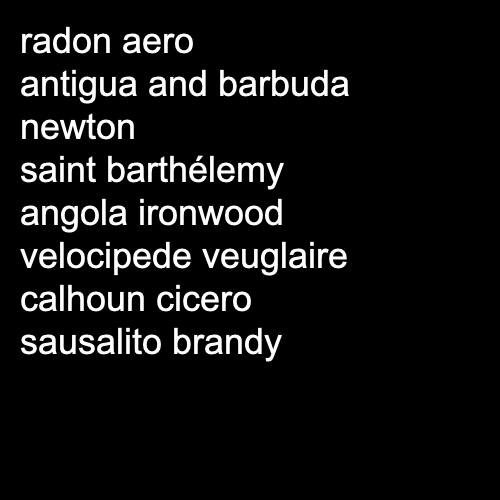 radon aero
antigua and barbuda
newton
saint barthélemy
angola ironwood
velocipede veuglaire
calhoun cicero
sausalito brandy